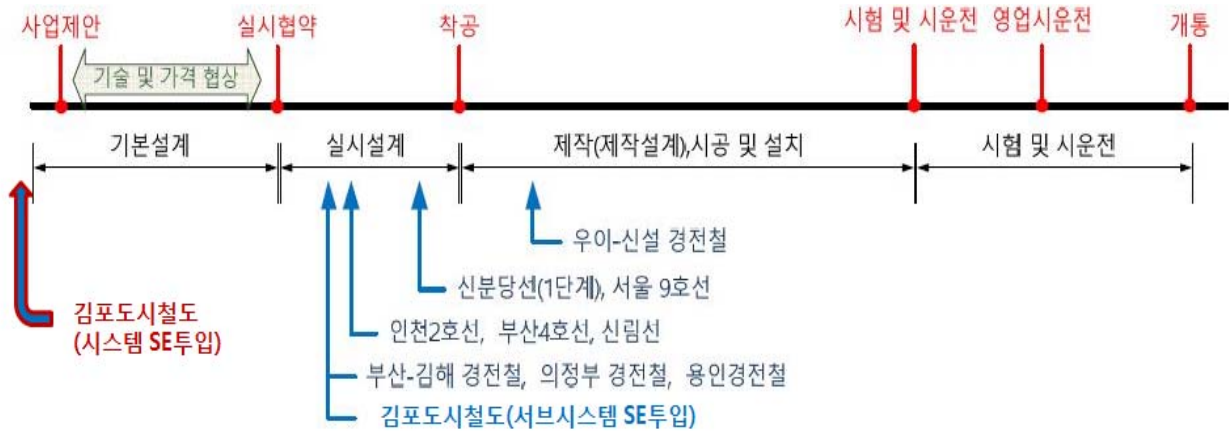 사업제안
실시협약
착공
시험 및 시운전
영업시운전
개통
기술 및 가격 협상
기본설계
실시설계
제작(제작설계),시공 및 설치
시험 및 시운전
우이-신설 경전철
신분당선(1단계), 서울 9호선
김포도시철도
(시스템 SE투입)
인천2호선, 부산4호선, 신림선
부산-김해 경전철, 의정부 경전철, 용인경전철
김포도시철도(서브시스템 SE투입)